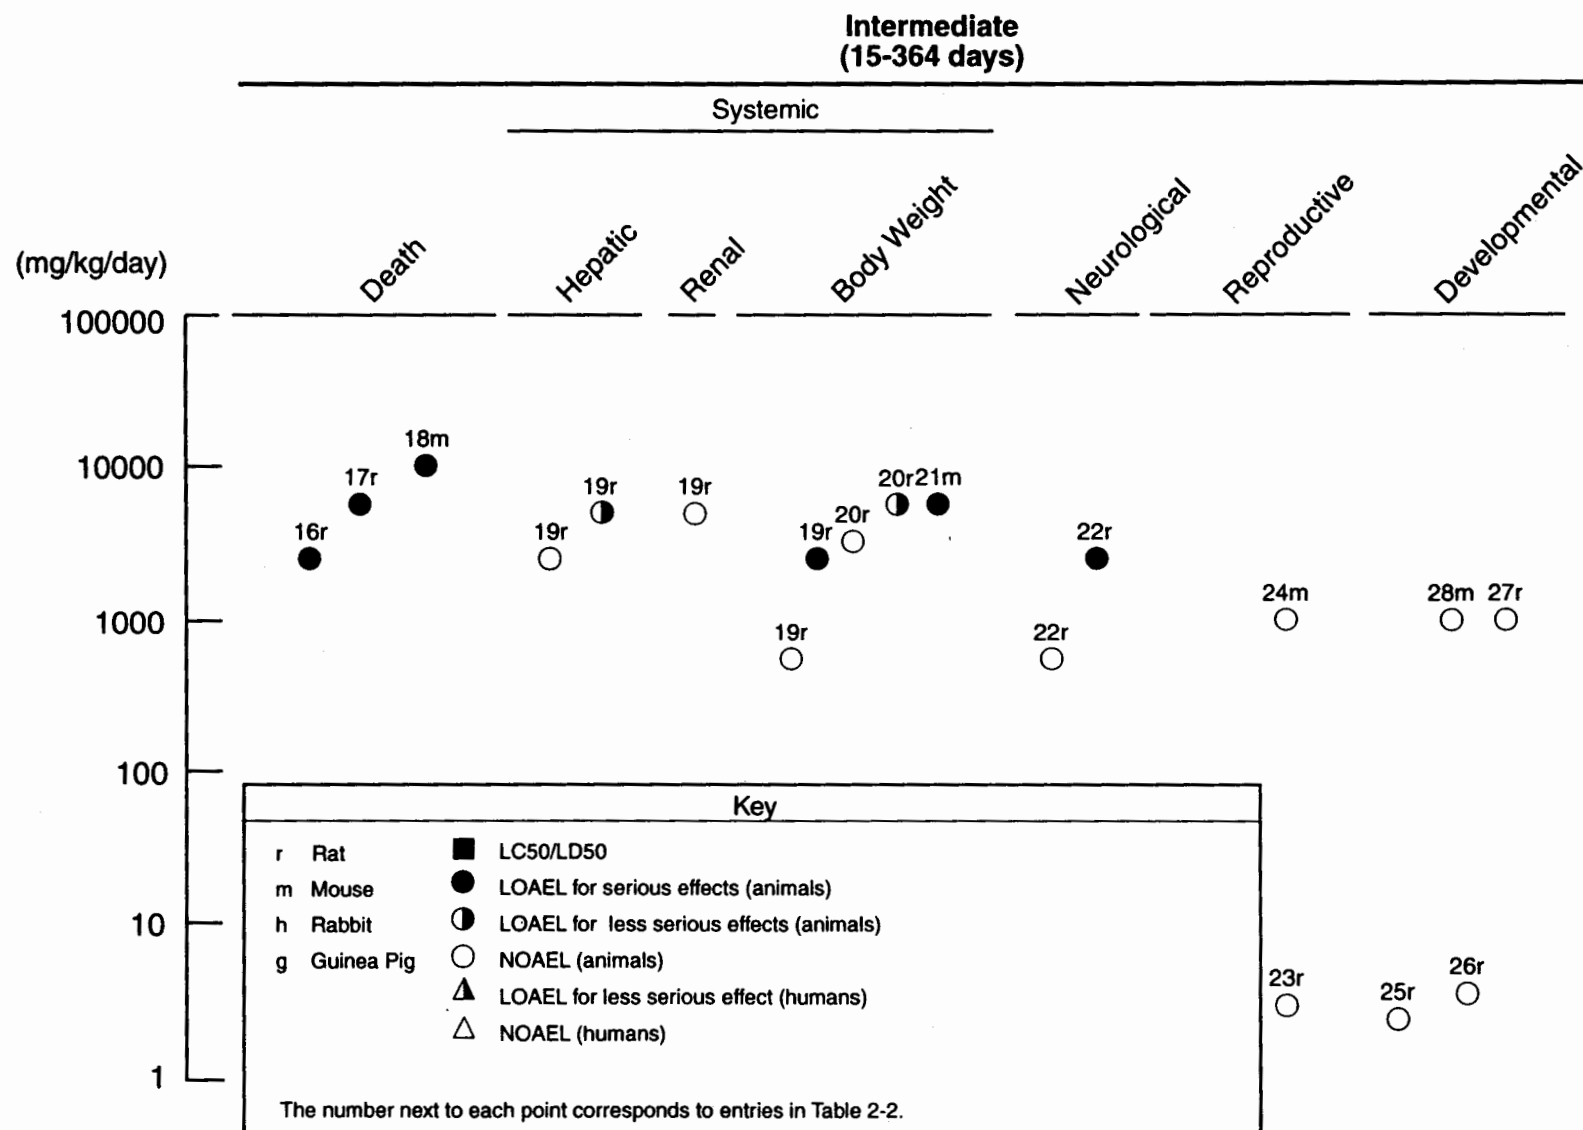 Intermediate
(15-364 days)
Systemic
(mg/kg/day)
Death
Hepatic
Renal
Body Weight
Neurological
Reproductive
Developmental
100000
10000
1000
100
10
1
16r
17r
18m
19r
19r
19r
19r
19r
20r
20r21m
22r
22r
24m
28m 27r
23r
25r
26r
Key
r Rat LC50/LD50
m Mouse LOAEL for serious effects (animals)
h Rabbit LOAEL for less serious effects (animals)
g Guinea Pig NOAEL (animals)
LOAEL for less serious effect (humans)
NOAEL (humans)
The number next to each point corresponds to entries in Table 2-2.